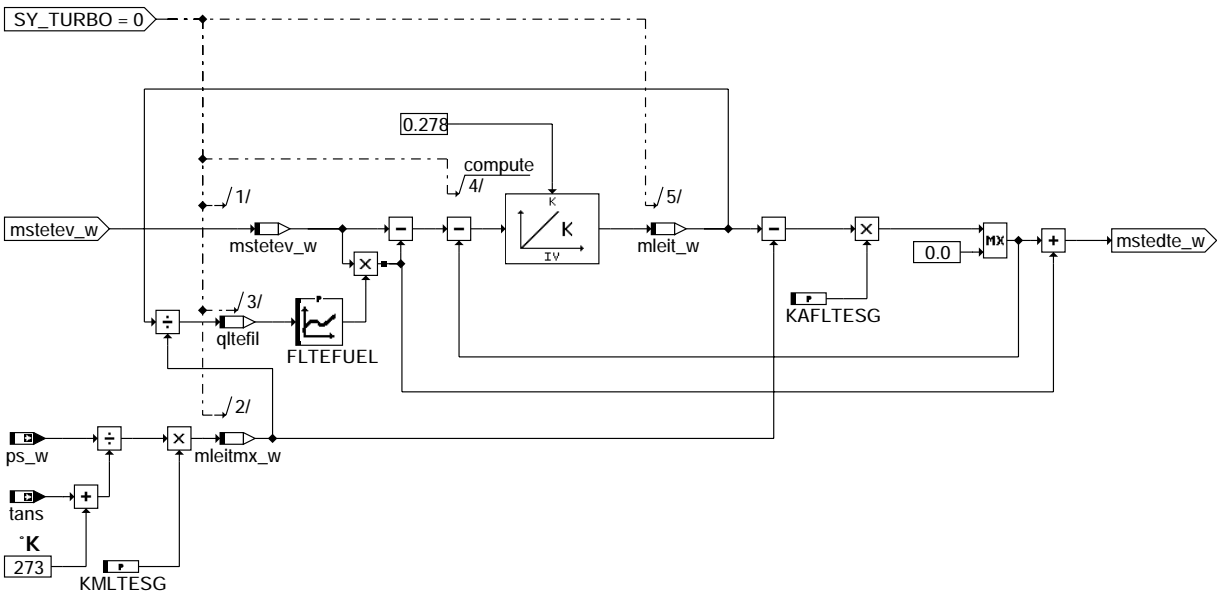 SY_TURBO = 0
0.278
compute
1/
4/
5/
K
K
IV
mstetev_w
mstetev_w
mleit_w
MX
0.0
mstedte_w
P
KAFLTESG
3/
qltefil
P
FLTEFUEL
2/
ps_w
mleitmx_w
tans
°K
273
P
KMLTESG